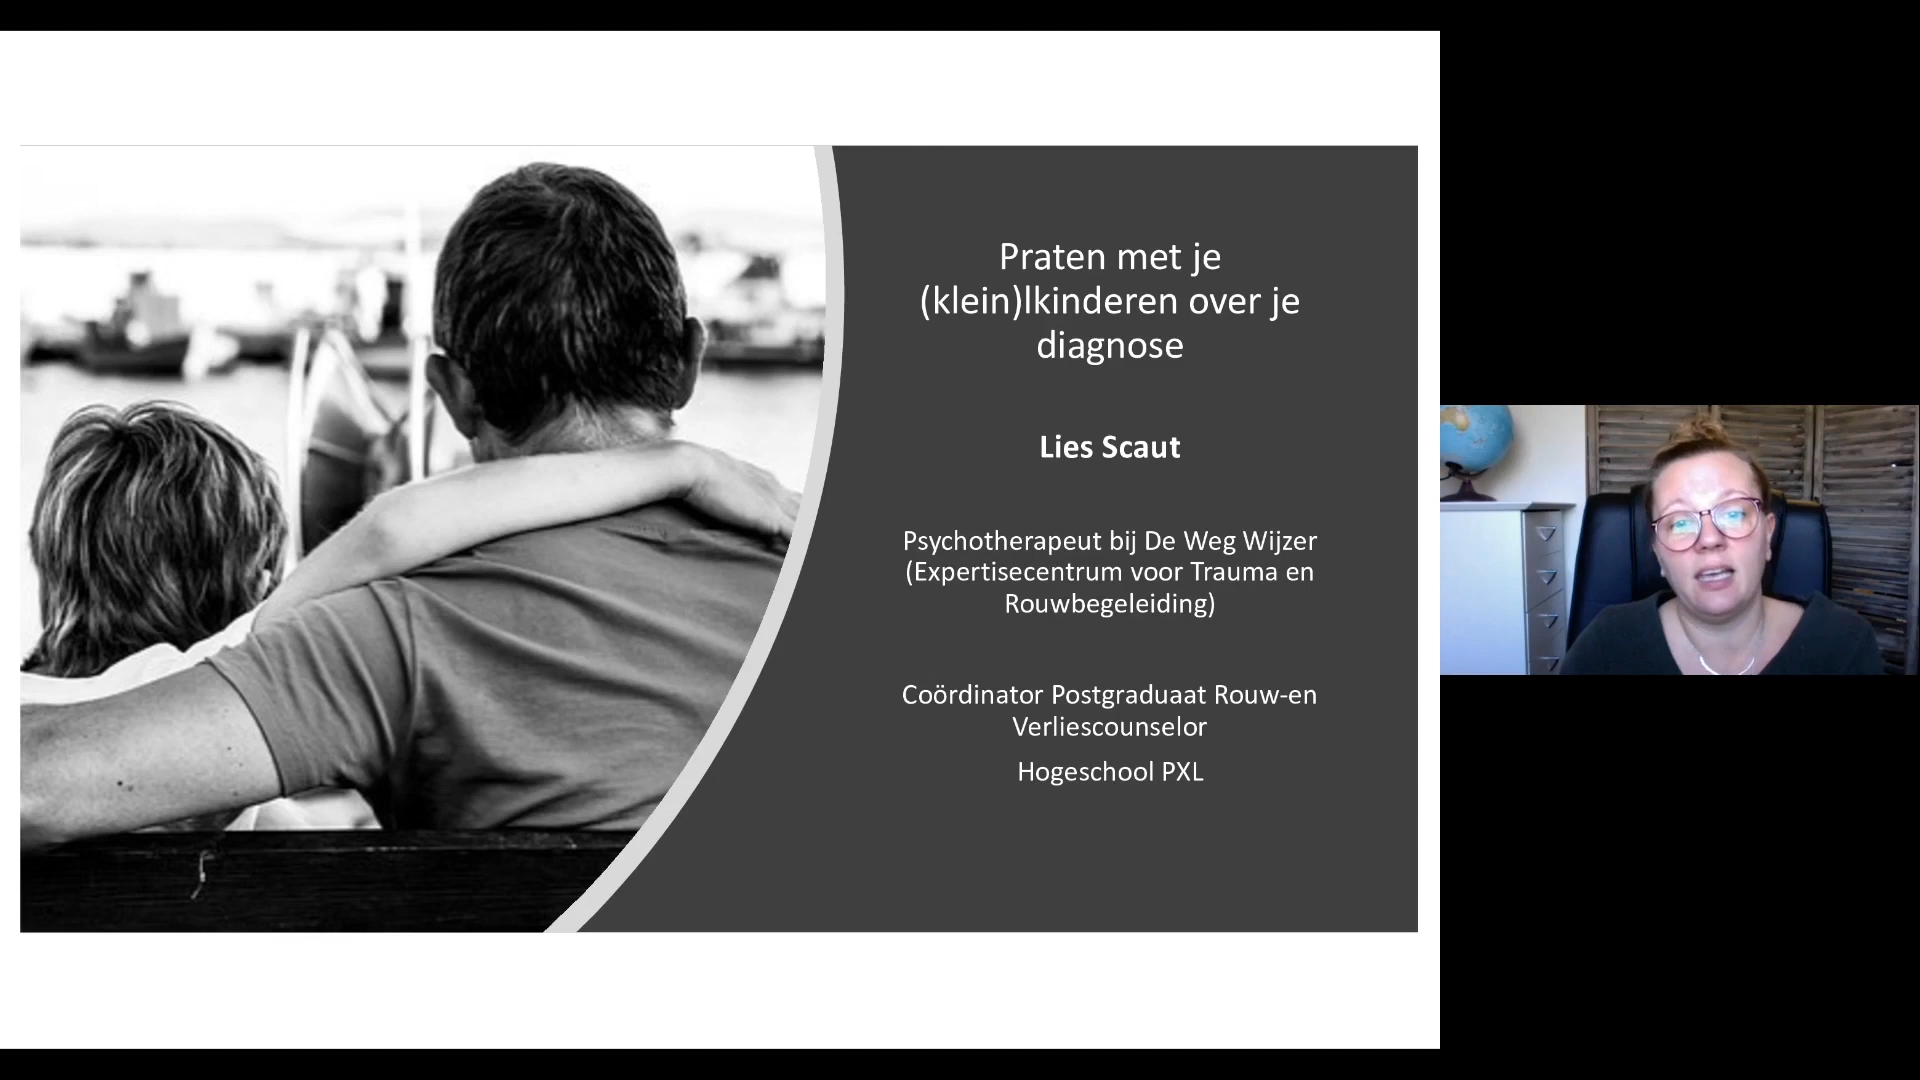 Praten met je
(klein)lkinderen over je
diagnose
Lies Scaut
Psychotherapeut bij De Weg Wijzer
(Expertisecentrum voor Trauma en
Rouwbegeleiding)
Coördinator Postgraduaat Rouw-en
Verliescounselor
Hogeschool PXL